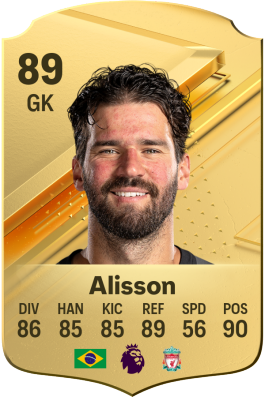 89
GK
Alisson
DIV HAN KIC REF SPD POS
86 85 85 89 56 90